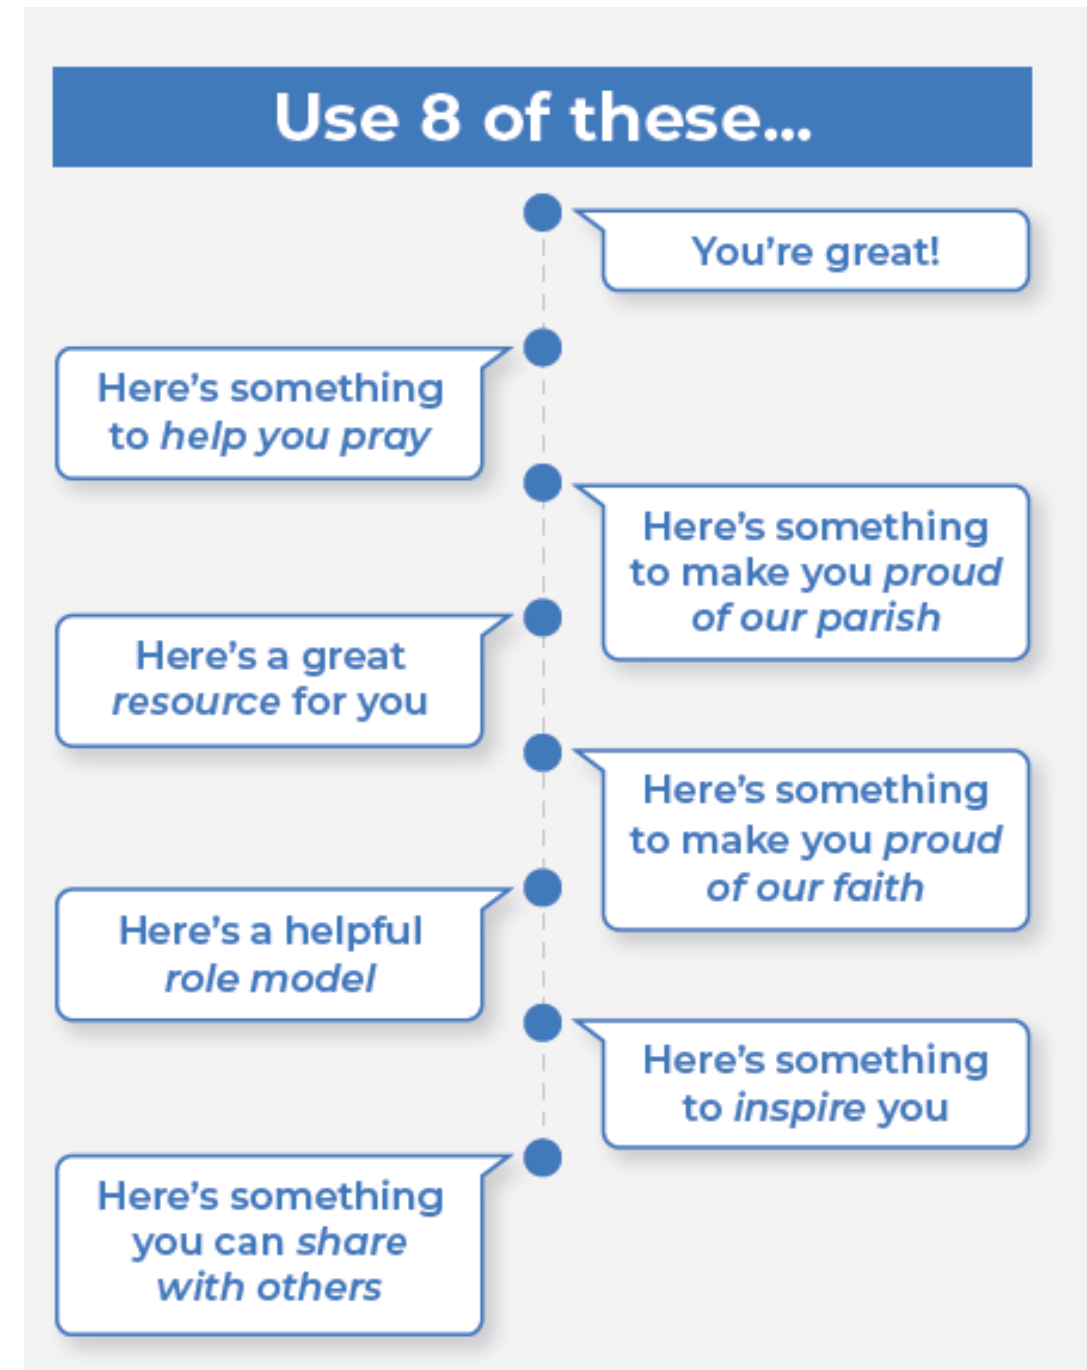 Use 8 of these...
You're great!
Here's something
to help you pray
Here's something
to make you proud
of our parish
Here's a great
resource for you
Here's something
to make you proud
of our faith
Here's a helpful
role model
Here's something
to inspire you
Here's something
you can share
with others